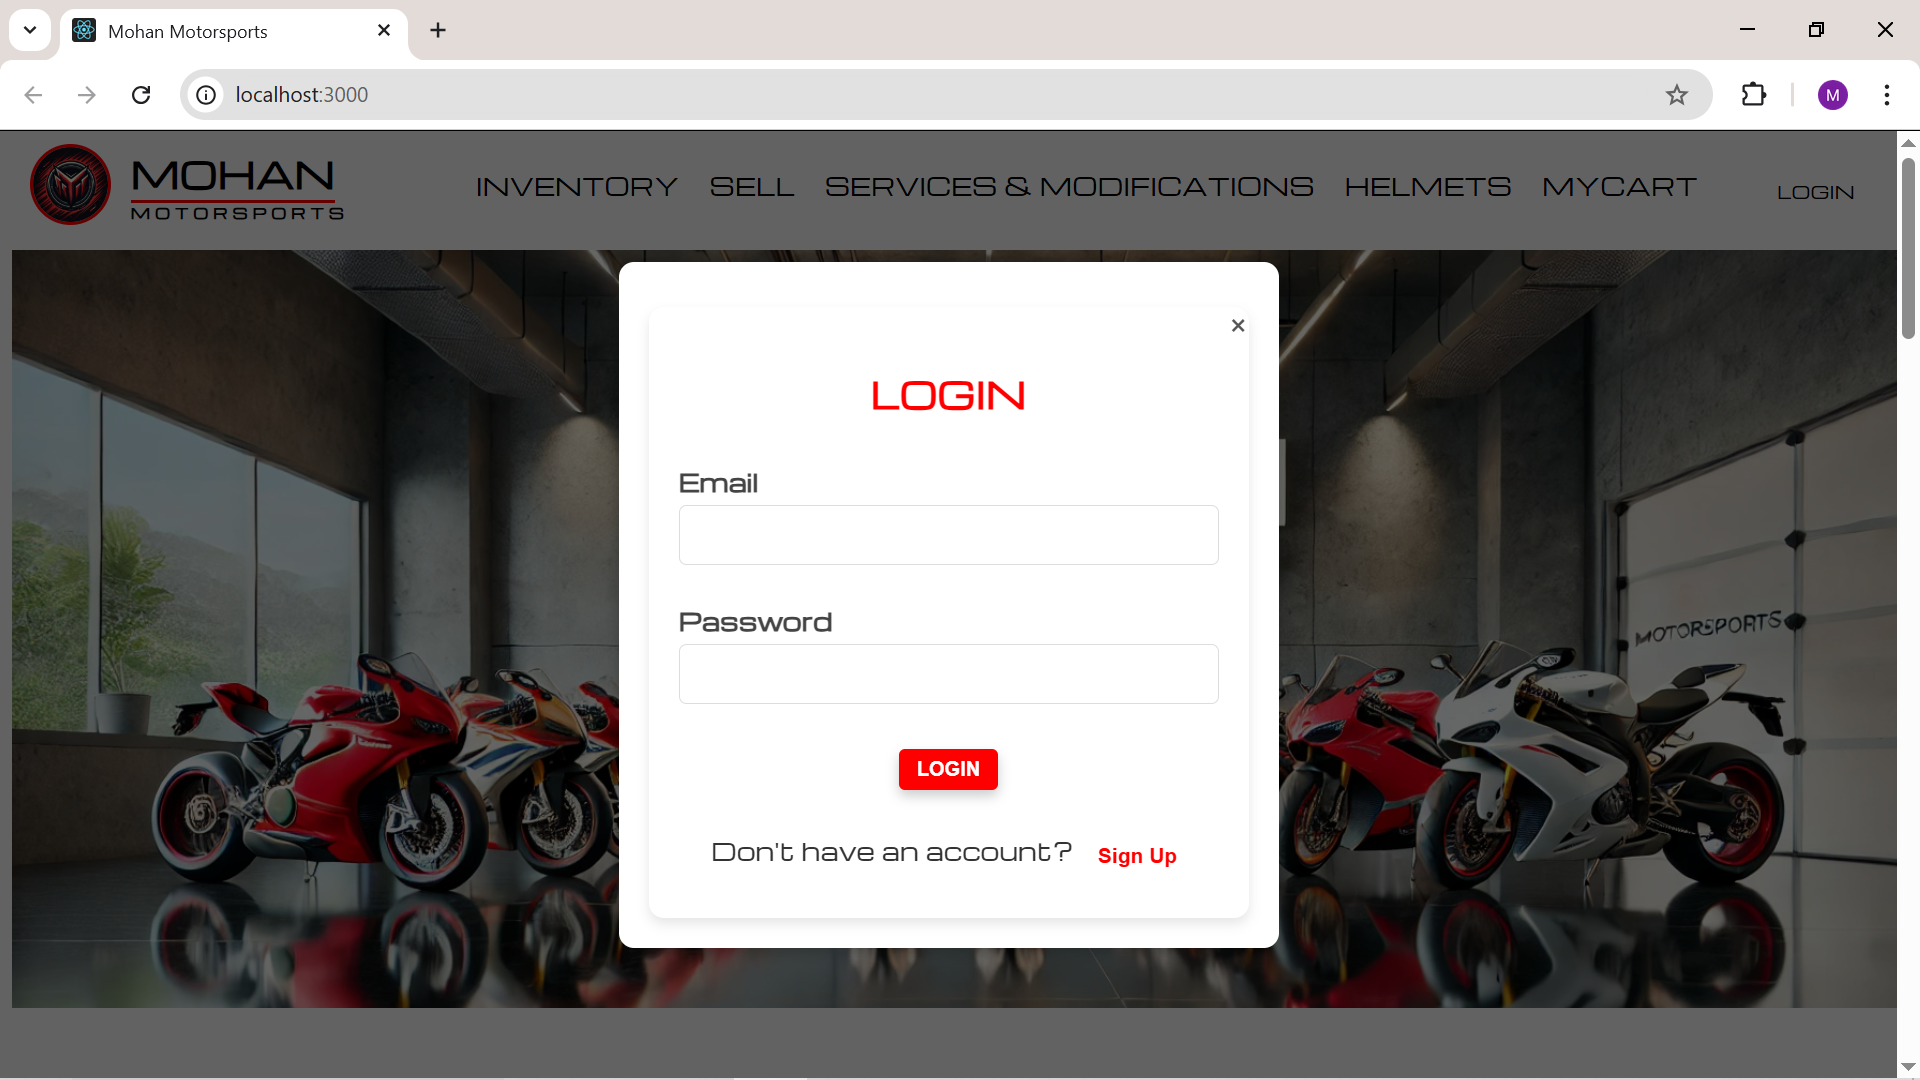 Mohan Motorsports
localhost:3000
M
MOHAN
MOTORSPORTS
INVENTORY SELL SERVICES & MODIFICATIONS HELMETS MYCART LOGIN
LOGIN
Email
Password
LOGIN
Don't have an account? Sign Up
MOTORSPORTS